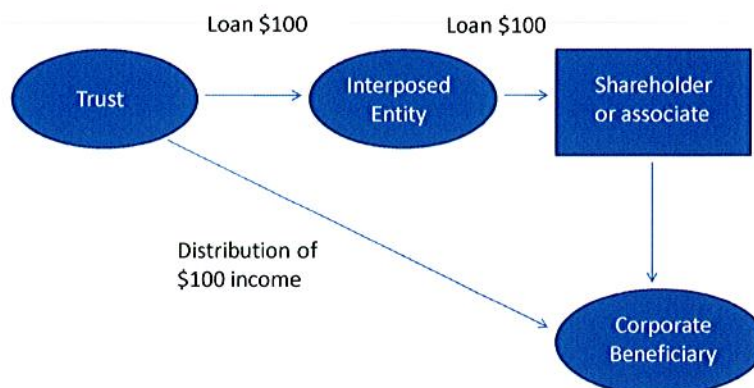 Loan $100
Loan $100
Trust
Interposed
Entity
Shareholder
or associate
Distribution of
$100 income
Corporate
Beneficiary